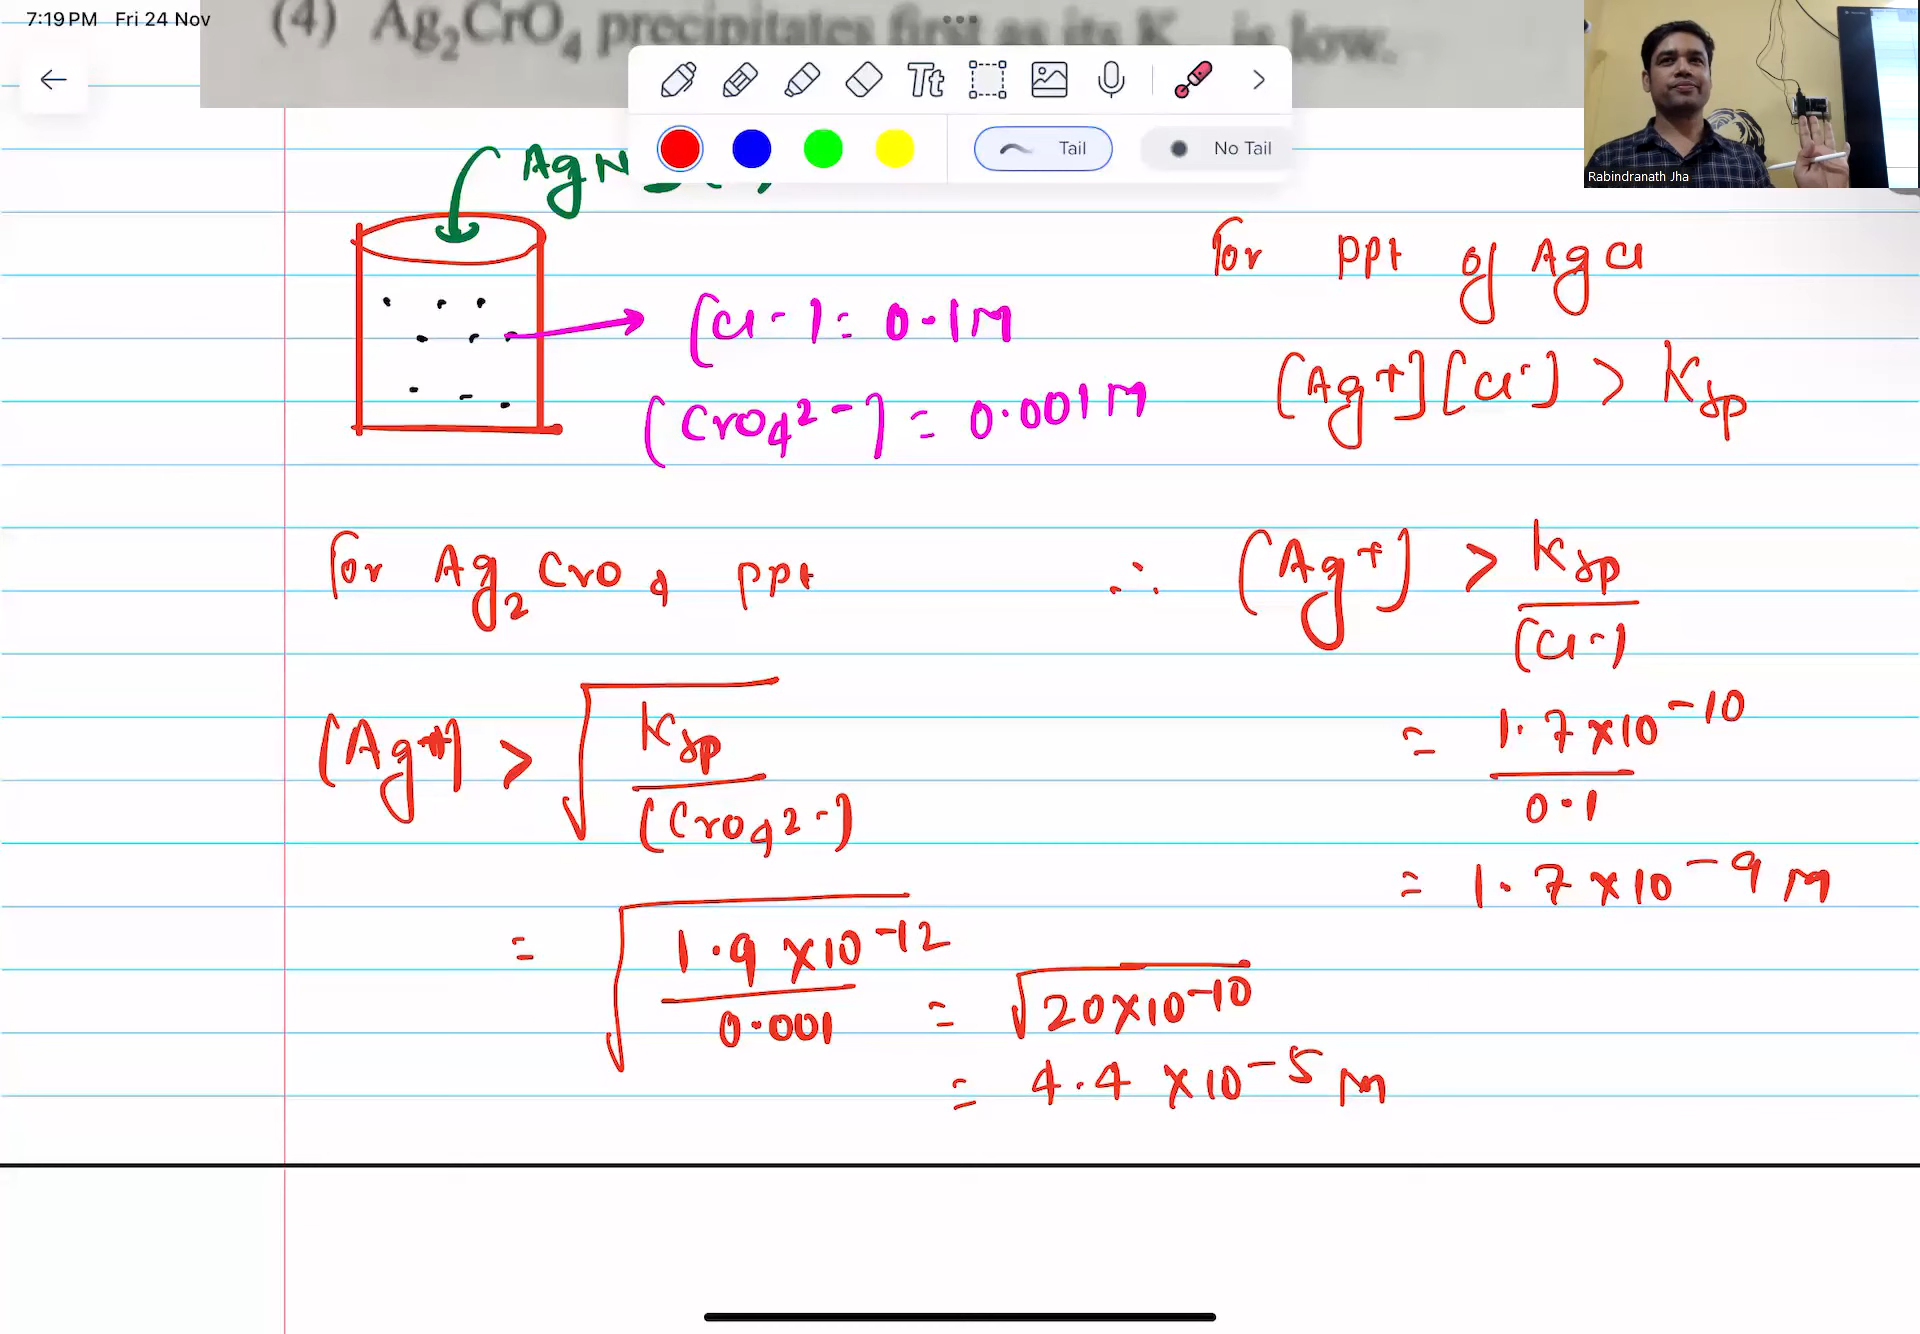 7:19 PM Fri 24 Nov
(4) Ag₂CrO₄ precipitates first as its K is low.
Tt
Tail
No Tail
Rabindranath Jha
AgN
[Cl-] = 0.1M
[CrO₄²⁻] = 0.001M
For ppt of AgCl
[Ag⁺][Cl⁻] > Ksp
For Ag₂CrO₄ ppt
∴ [Ag⁺] > Ksp
[Cl-]
= 1.7×10⁻¹⁰
0.1
= 1.7×10⁻⁹ M
[Ag⁺] > √ Ksp
[CrO₄²⁻]
= √ 1.9×10⁻¹²
0.001
= √20×10⁻¹⁰
= 4.4×10⁻⁵ M